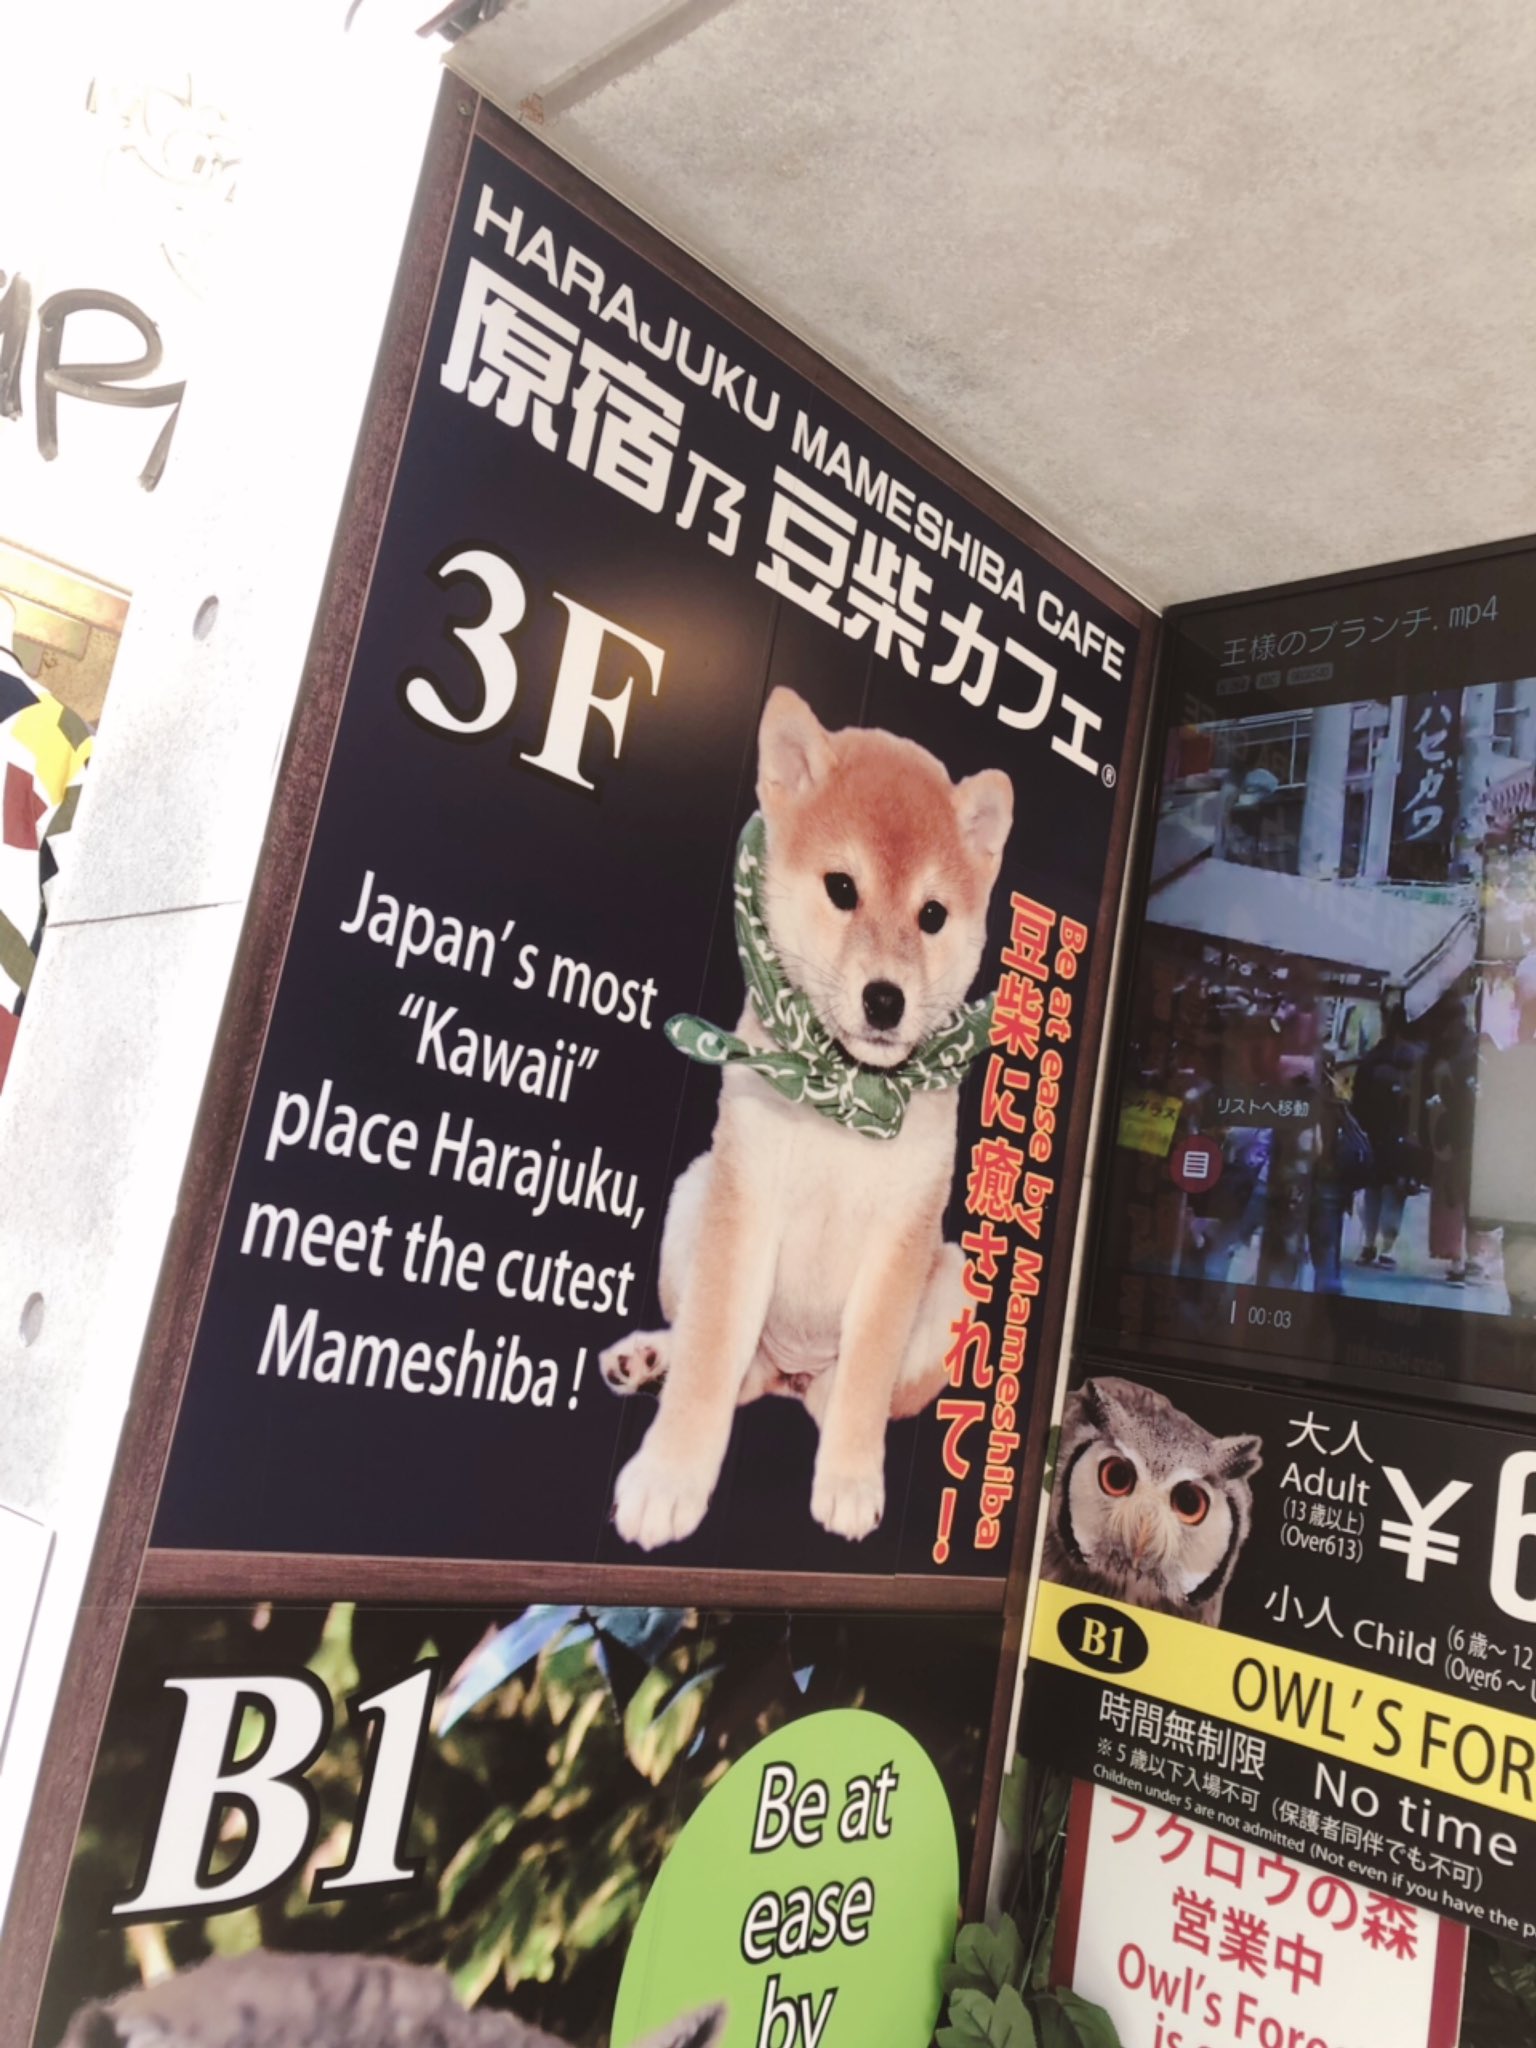 HARAJUKU MAMESHIBA CAFE
原宿乃豆柴カフェ®
3F
Japan's most
“Kawaii”
place Harajuku,
meet the cutest
Mameshiba !
Be at ease by Mameshiba
豆柴に癒されて!
B1
Be at
ease
by
王様のブランチ.mp4
ハセガワ
リストへ移動
00:03
大人
Adult
(13歳以上)
(Over613)
¥6
小人 Child
(6歳〜12
(Over6〜
B1
OWL'S FOR
時間無制限 No time
※5歳以下入場不可(保護者同伴でも不可)
Children under 5 are not admitted (Not even if you have the
フクロウの森
営業中
Owl's Fore
is